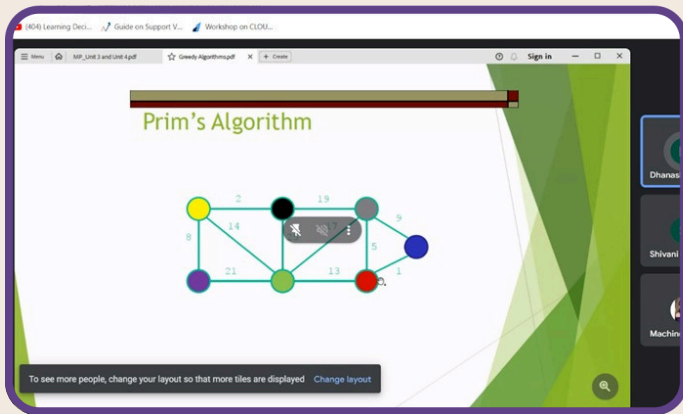 (404) Learning Deci... Guide on Support V... Workshop on CLOU...
Menu MP_Unit 3 and Unit 4.pdf Greedy Algorithms.pdf × + Create Sign in
Prim's Algorithm
2 19
14 9
8 5
21 13 1
Dhanas
Shivani
Machin
To see more people, change your layout so that more tiles are displayed Change layout